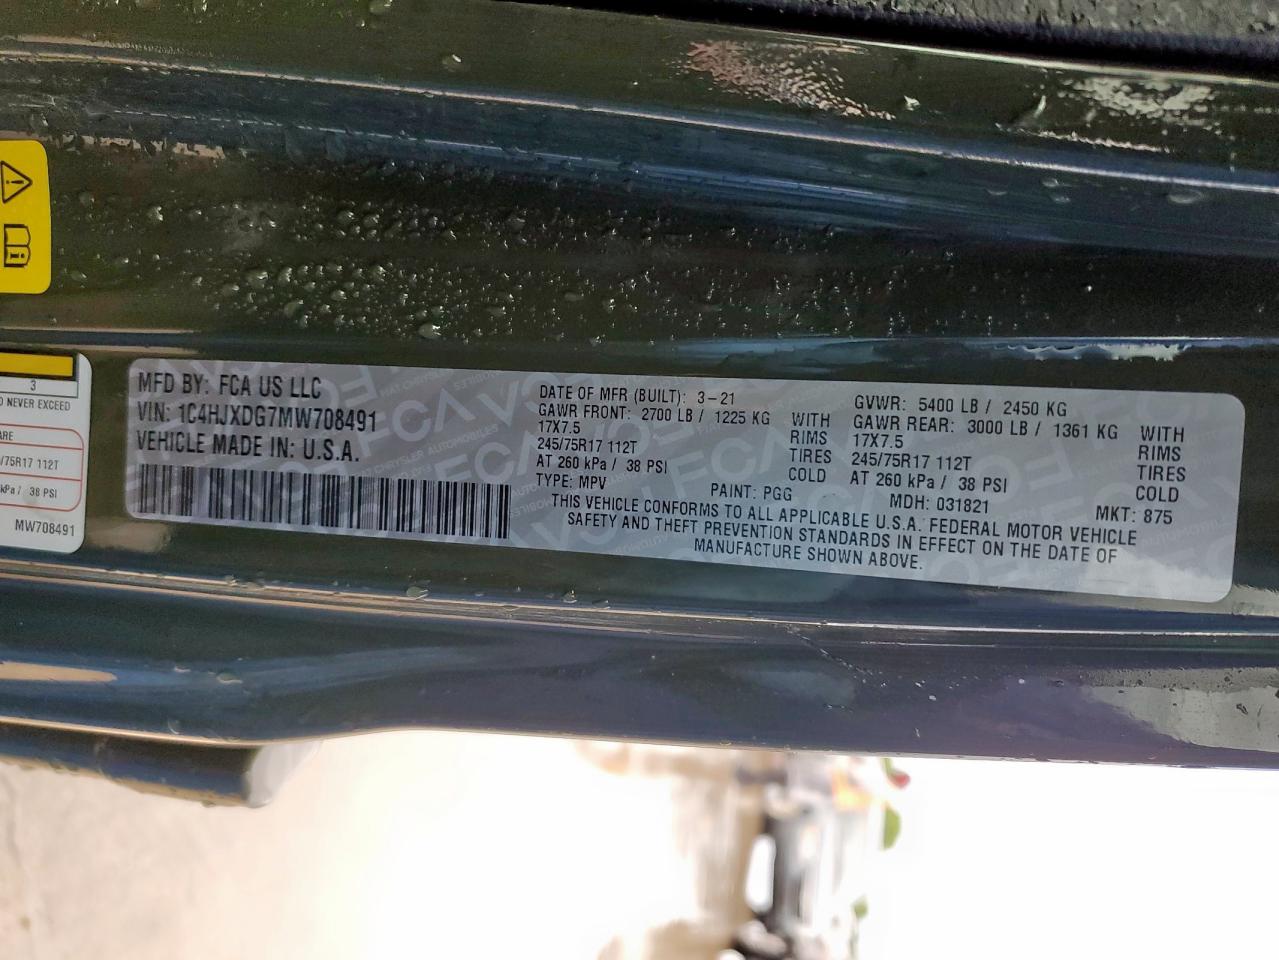 3
D NEVER EXCEED
ARE
/75R17 112T
kPa / 38 PSI
MW708491
MFD BY: FCA US LLC
VIN: 1C4HJXDG7MW708491
VEHICLE MADE IN: U.S.A.
DATE OF MFR (BUILT): 3-21
GAWR FRONT: 2700 LB / 1225 KG WITH
17X7.5 RIMS
245/75R17 112T TIRES
AT 260 kPa / 38 PSI COLD
TYPE: MPV PAINT: PGG
GVWR: 5400 LB / 2450 KG
GAWR REAR: 3000 LB / 1361 KG WITH
17X7.5 RIMS
245/75R17 112T TIRES
AT 260 kPa / 38 PSI COLD
MDH: 031821 MKT: 875
THIS VEHICLE CONFORMS TO ALL APPLICABLE U.S.A. FEDERAL MOTOR VEHICLE
SAFETY AND THEFT PREVENTION STANDARDS IN EFFECT ON THE DATE OF
MANUFACTURE SHOWN ABOVE.